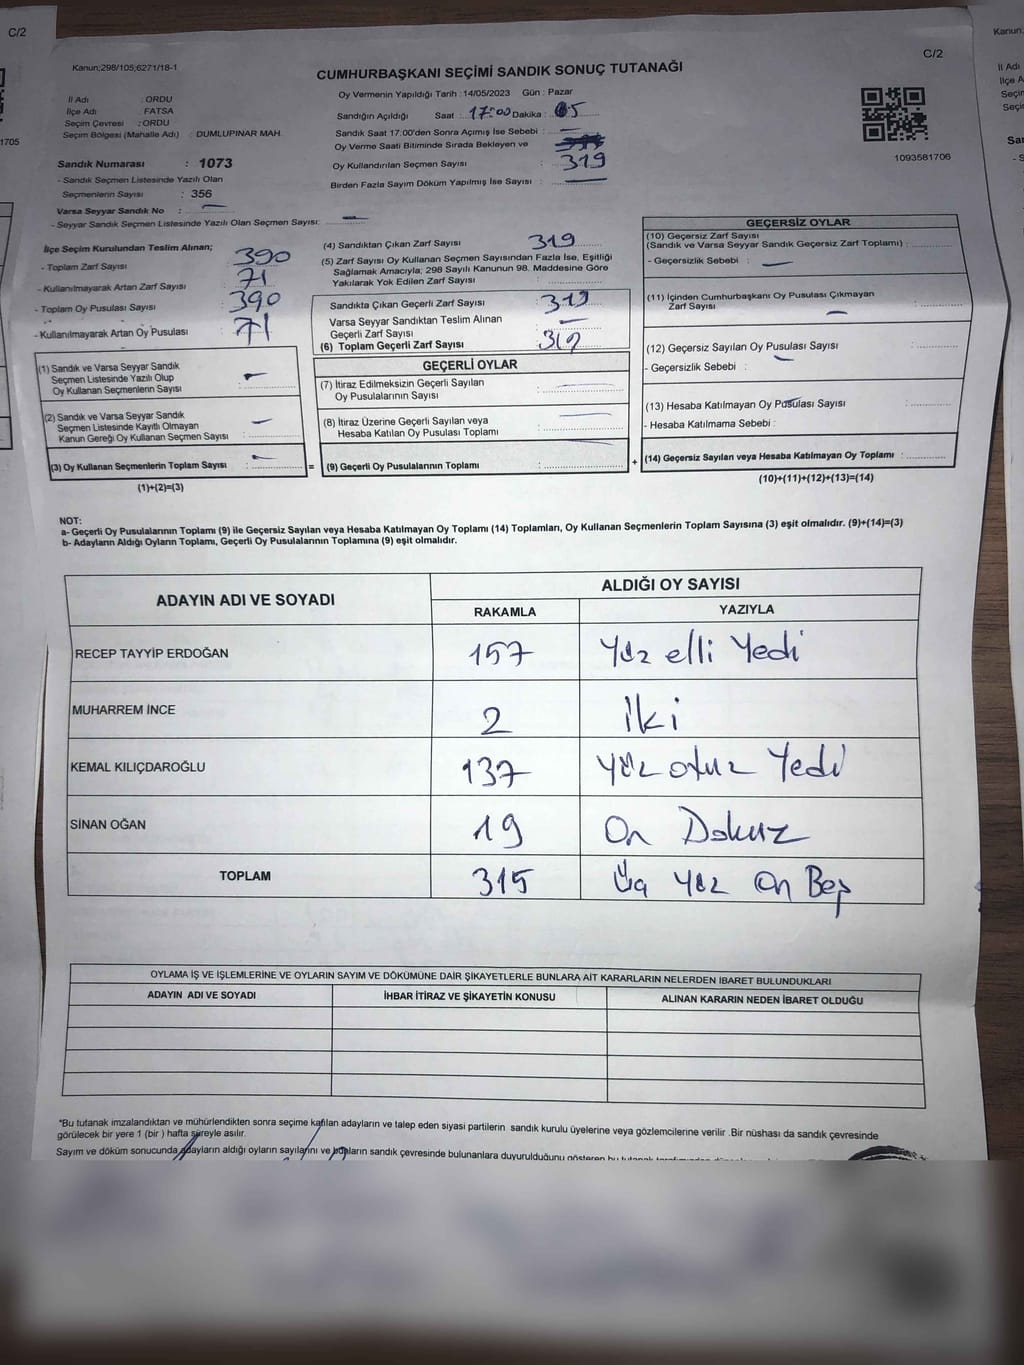 C/2
Kanun;298/105;6271/18-1
CUMHURBAŞKANI SEÇİMİ SANDIK SONUÇ TUTANAĞI
C/2
Kanun;
İl Adı : ORDU
İlçe Adı : FATSA
Seçim Çevresi : ORDU
Seçim Bölgesi (Mahalle Adı) : DUMLUPINAR MAH.
Sandık Numarası : 1073
- Sandık Seçmen Listesinde Yazılı Olan
Seçmenlerin Sayısı : 356
Varsa Seyyar Sandık No : —
- Seyyar Sandık Seçmen Listesinde Yazılı Olan Seçmen Sayısı: —
Oy Vermenin Yapıldığı Tarih : 14/05/2023 Gün : Pazar
Sandığın Açıldığı Saat : 17:00 Dakika : 05
Sandık Saat 17:00'den Sonra Açımış İse Sebebi : —
Oy Verme Saati Bitiminde Sırada Bekleyen ve
Oy Kullandırılan Seçmen Sayısı : 319
Birden Fazla Sayım Döküm Yapılmış İse Sayısı : —
1093581706
1705
İl Adı
İlçe A
Seçir
Seçir
İlçe Seçim Kurulundan Teslim Alınan;
- Toplam Zarf Sayısı 390
- Kullanılmayarak Artan Zarf Sayısı 71
- Toplam Oy Pusulası Sayısı 390
- Kullanılmayarak Artan Oy Pusulası 71
(1) Sandık ve Varsa Seyyar Sandık
Seçmen Listesinde Yazılı Olup
Oy Kullanan Seçmenlerin Sayısı : —
(2) Sandık ve Varsa Seyyar Sandık
Seçmen Listesinde Kayıtlı Olmayan
Kanun Gereği Oy Kullanan Seçmen Sayısı : —
(3) Oy Kullanan Seçmenlerin Toplam Sayısı : —
(1)+(2)=(3)
(4) Sandıktan Çıkan Zarf Sayısı 319
(5) Zarf Sayısı Oy Kullanan Seçmen Sayısından Fazla İse, Eşitliği
Sağlamak Amacıyla; 298 Sayılı Kanunun 98. Maddesine Göre
Yakılarak Yok Edilen Zarf Sayısı :
Sandıkta Çıkan Geçerli Zarf Sayısı : 319
Varsa Seyyar Sandıktan Teslim Alınan
Geçerli Zarf Sayısı : —
(6) Toplam Geçerli Zarf Sayısı : 319
GEÇERLİ OYLAR
(7) İtiraz Edilmeksizin Geçerli Sayılan
Oy Pusulalarının Sayısı : —
(8) İtiraz Üzerine Geçerli Sayılan veya
Hesaba Katılan Oy Pusulası Toplamı : —
= (9) Geçerli Oy Pusulalarının Toplamı : —
GEÇERSİZ OYLAR
(10) Geçersiz Zarf Sayısı
(Sandık ve Varsa Seyyar Sandık Geçersiz Zarf Toplamı) :
- Geçersizlik Sebebi : —
(11) İçinden Cumhurbaşkanı Oy Pusulası Çıkmayan
Zarf Sayısı : —
(12) Geçersiz Sayılan Oy Pusulası Sayısı : —
- Geçersizlik Sebebi :
(13) Hesaba Katılmayan Oy Pusulası Sayısı : —
- Hesaba Katılmama Sebebi :
+ (14) Geçersiz Sayılan veya Hesaba Katılmayan Oy Toplamı :
(10)+(11)+(12)+(13)=(14)
NOT:
a- Geçerli Oy Pusulalarının Toplamı (9) ile Geçersiz Sayılan veya Hesaba Katılmayan Oy Toplamı (14) Toplamları, Oy Kullanan Seçmenlerin Toplam Sayısına (3) eşit olmalıdır. (9)+(14)=(3)
b- Adayların Aldığı Oyların Toplamı, Geçerli Oy Pusulalarının Toplamına (9) eşit olmalıdır.
ADAYIN ADI VE SOYADI ALDIĞI OY SAYISI
RAKAMLA YAZIYLA
RECEP TAYYİP ERDOĞAN 157 Yüz elli Yedi
MUHARREM İNCE 2 İki
KEMAL KILIÇDAROĞLU 137 Yüz otuz Yedi
SİNAN OĞAN 19 On Dokuz
TOPLAM 315 Üç Yüz On Beş
OYLAMA İŞ VE İŞLEMLERİNE VE OYLARIN SAYIM VE DÖKÜMÜNE DAİR ŞİKAYETLERLE BUNLARA AİT KARARLARIN NELERDEN İBARET BULUNDUKLARI
ADAYIN ADI VE SOYADI İHBAR İTİRAZ VE ŞİKAYETİN KONUSU ALINAN KARARIN NEDEN İBARET OLDUĞU
*Bu tutanak imzalandıktan ve mühürlendikten sonra seçime katılan adayların ve talep eden siyasi partilerin sandık kurulu üyelerine veya gözlemcilerine verilir .Bir nüshası da sandık çevresinde
görülecek bir yere 1 (bir ) hafta süreyle asılır.
Sayım ve döküm sonucunda adayların aldığı oyların sayılarını ve bunların sandık çevresinde bulunanlara duyurulduğunu gösteren bu tutanak